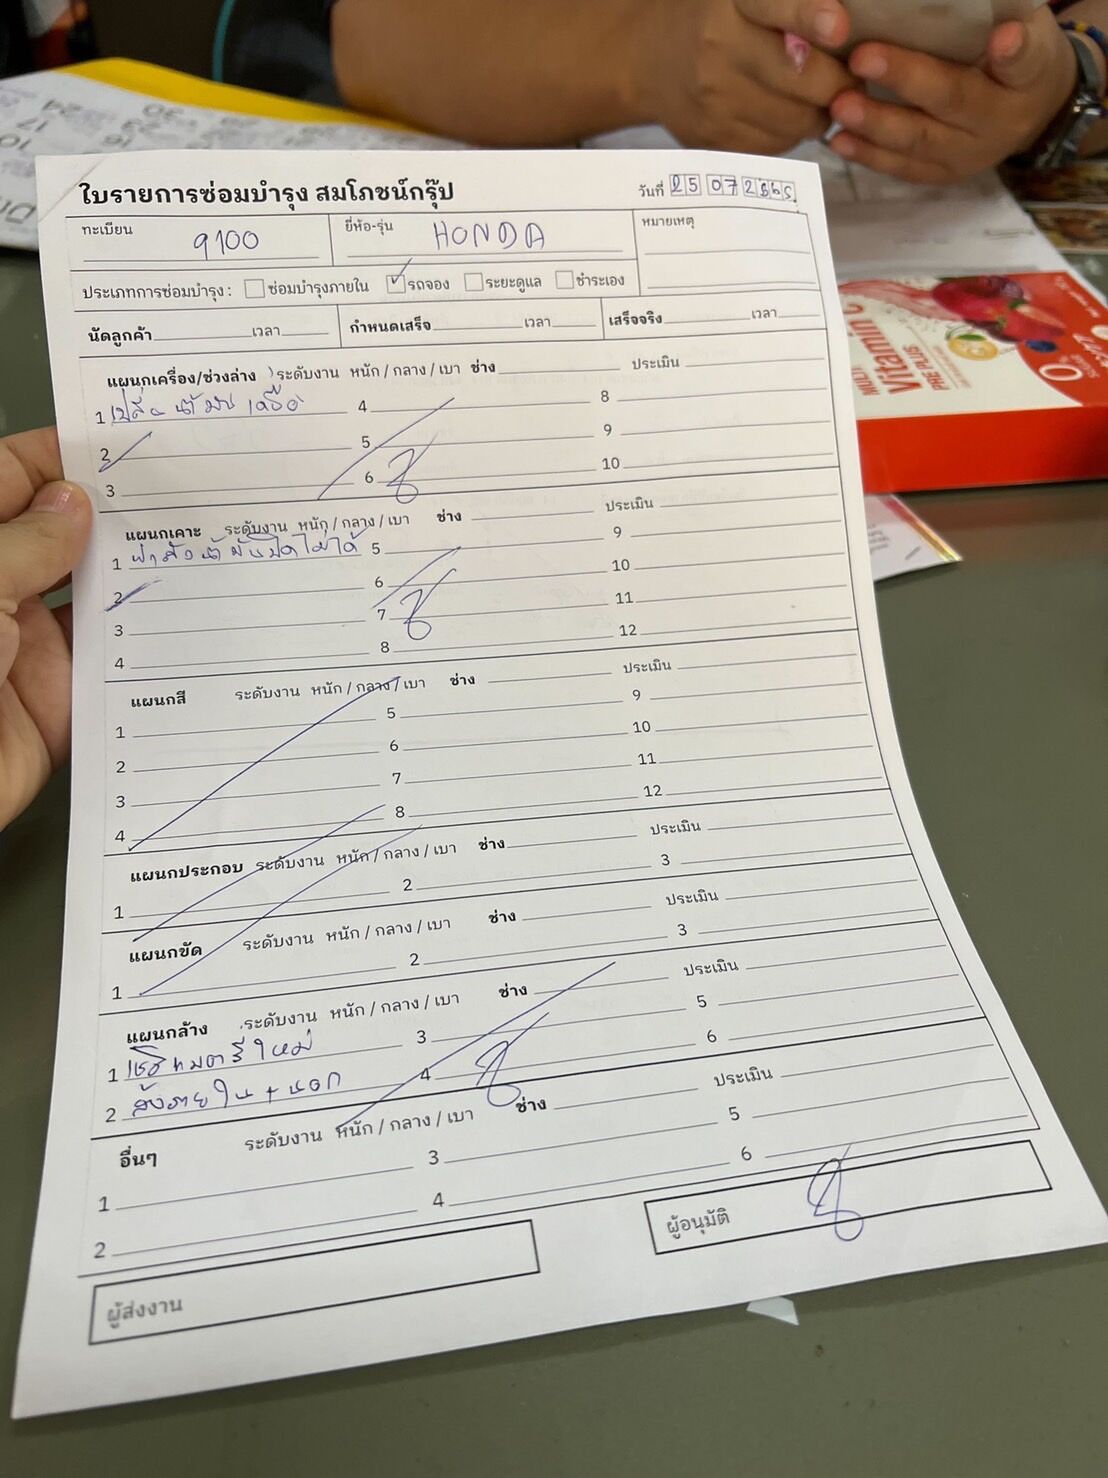 ใบรายการซ่อมบำรุง สมโภชน์กรุ๊ป
วันที่ 25 07 2565
ทะเบียน 9100 ยี่ห้อ-รุ่น HONDA หมายเหตุ
ประเภทการซ่อมบำรุง : ซ่อมบำรุงภายใน รถจอง ระยะดูแล ชำระเอง
นัดลูกค้า เวลา กำหนดเสร็จ เวลา เสร็จจริง เวลา
แผนกเครื่อง/ช่วงล่าง ระดับงาน หนัก / กลาง / เบา ช่าง ประเมิน
1 น้ำมันเครื่อง 4 8
2 5 9
3 6 10
แผนกเคาะ ระดับงาน หนัก / กลาง / เบา ช่าง ประเมิน
1 ฝาถังน้ำมันปิดไม่ได้ 5 9
2 6 10
3 7 11
4 8 12
แผนกสี ระดับงาน หนัก / กลาง / เบา ช่าง ประเมิน
1 5 9
2 6 10
3 7 11
4 8 12
แผนกประกอบ ระดับงาน หนัก / กลาง / เบา ช่าง ประเมิน
1 2 3
แผนกขัด ระดับงาน หนัก / กลาง / เบา ช่าง ประเมิน
1 2 3
แผนกล้าง ระดับงาน หนัก / กลาง / เบา ช่าง ประเมิน
1 ใหม่ 3 5
2 ล้างภายใน + นอก 4 6
อื่นๆ ระดับงาน หนัก / กลาง / เบา ช่าง ประเมิน
1 3 5
2 4 6
ผู้ส่งงาน ผู้อนุมัติ
MULTI
Vitamin C
PRE PLUS
24
17
10
30
23
16